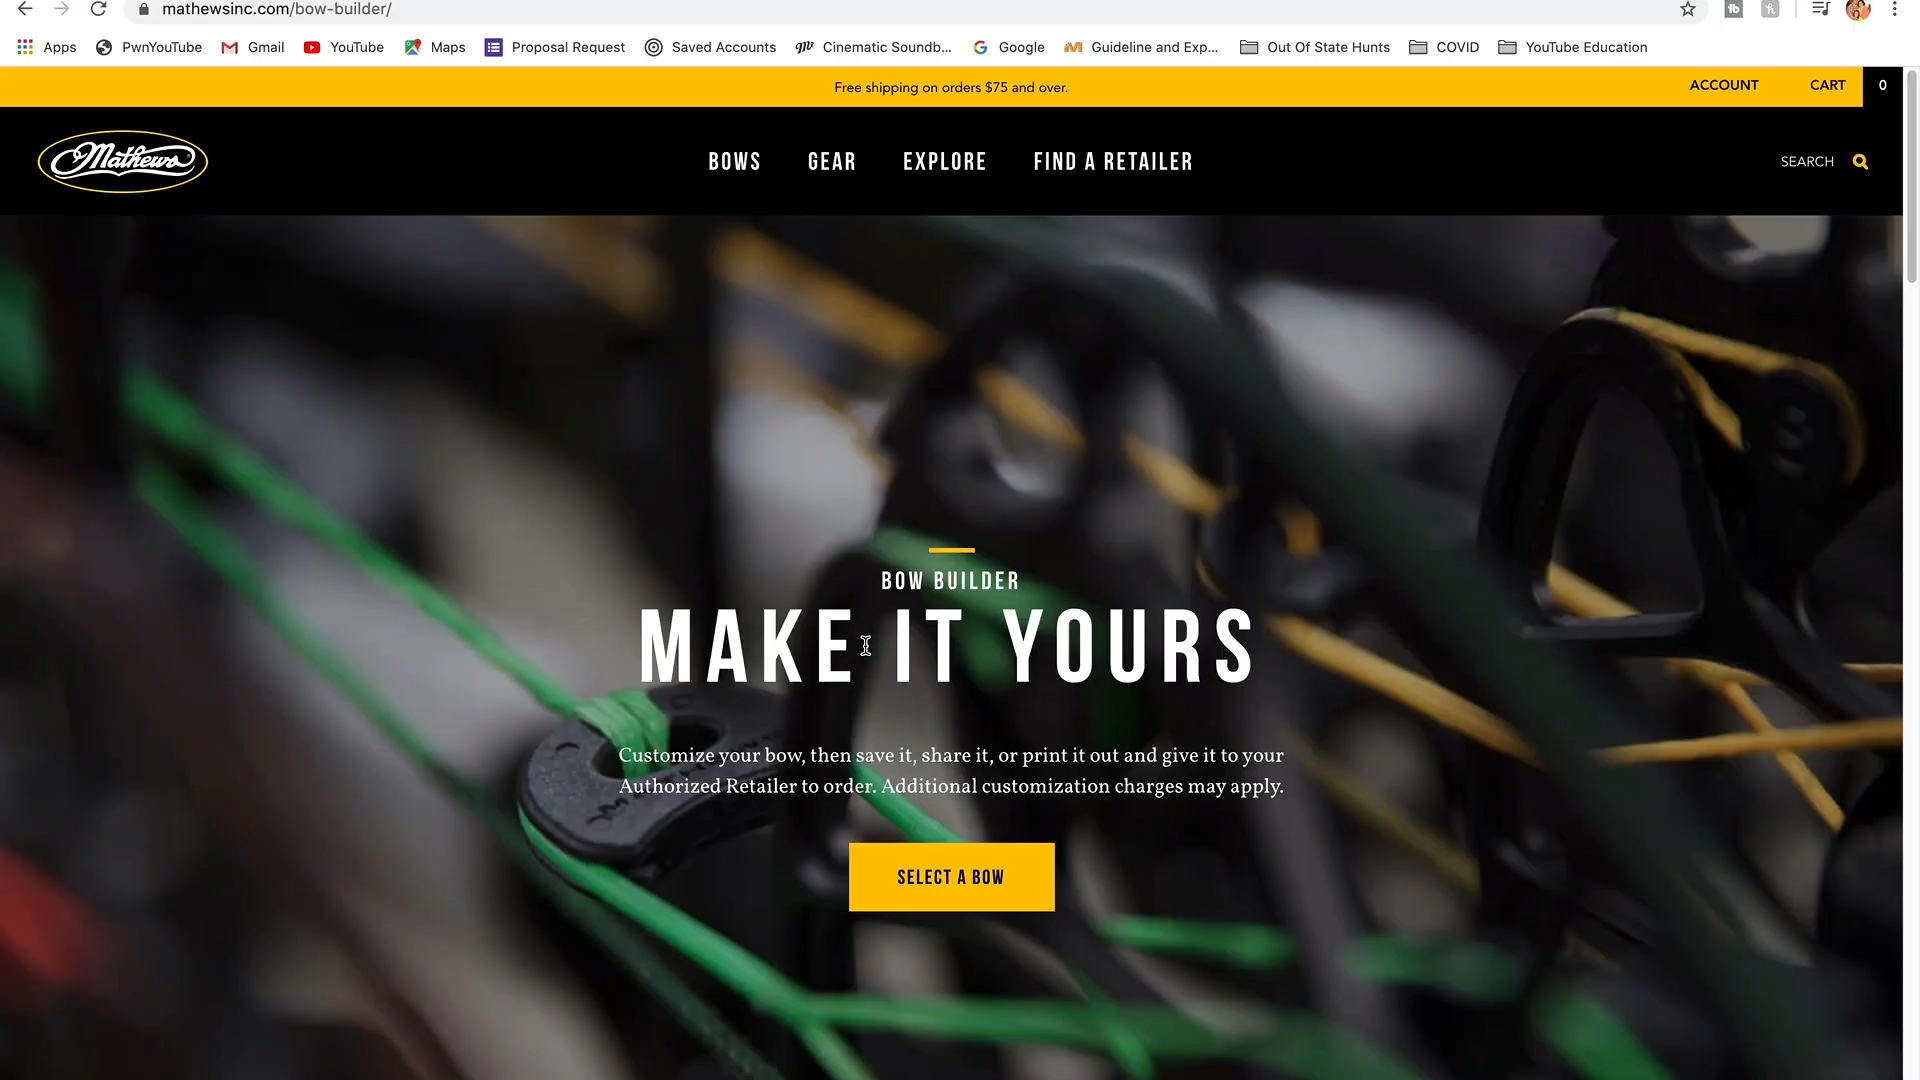 mathewsinc.com/bow-builder/
Apps PwnYouTube Gmail YouTube Maps Proposal Request Saved Accounts Cinematic Soundb... Google Guideline and Exp... Out Of State Hunts COVID YouTube Education
Free shipping on orders $75 and over.
ACCOUNT CART 0
Mathews
BOWS GEAR EXPLORE FIND A RETAILER
SEARCH
BOW BUILDER
MAKE IT YOURS
Customize your bow, then save it, share it, or print it out and give it to your
Authorized Retailer to order. Additional customization charges may apply.
SELECT A BOW